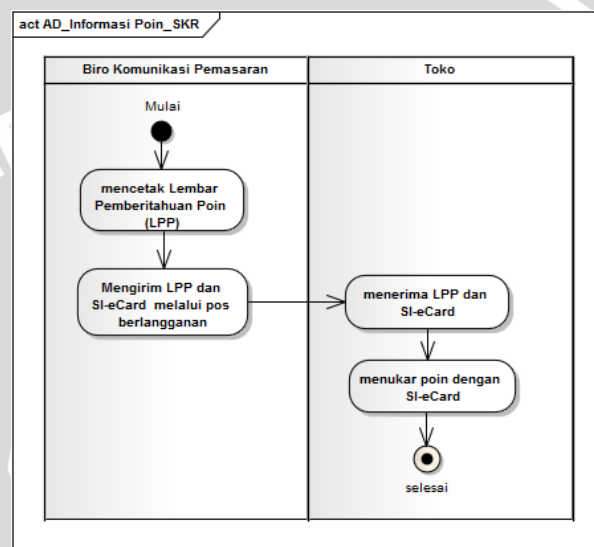 act AD_Informasi Poin_SKR
Biro Komunikasi Pemasaran
Toko
Mulai
mencetak Lembar
Pemberitahuan Poin
(LPP)
Mengirim LPP dan
SI-eCard melalui pos
berlangganan
menerima LPP dan
SI-eCard
menukar poin dengan
SI-eCard
selesai